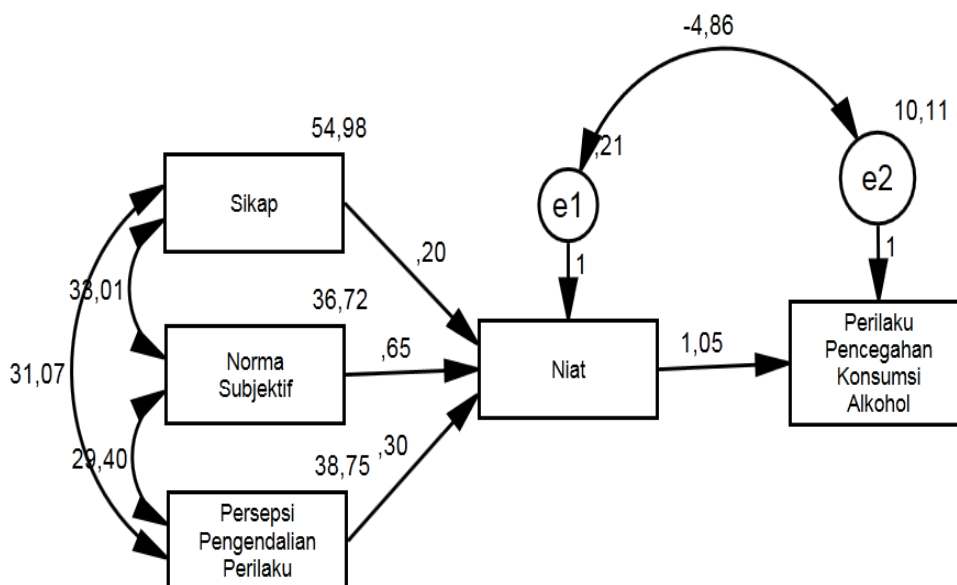 -4,86
54,98
10,11
,21
e1
e2
Sikap
1
1
,20
33,01
36,72
Norma
Subjektif
,65
Niat
1,05
Perilaku
Pencegahan
Konsumsi
Alkohol
31,07
29,40
38,75
,30
Persepsi
Pengendalian
Perilaku